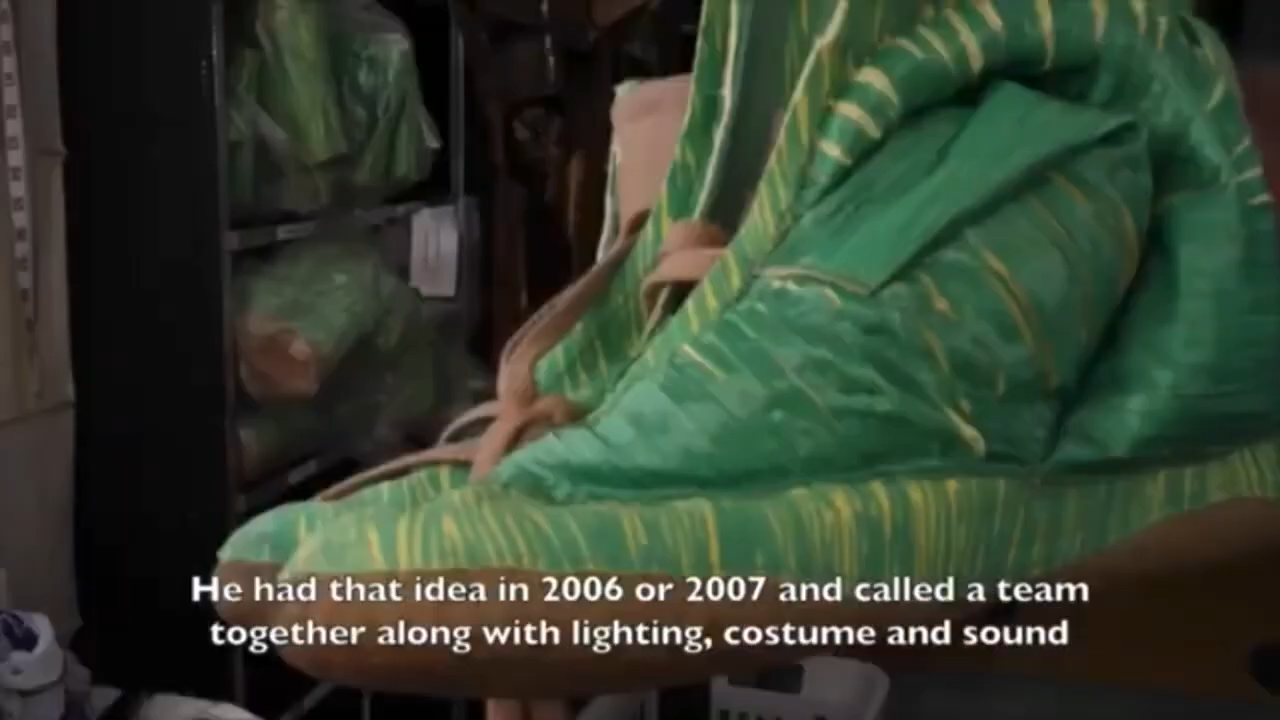 He had that idea in 2006 or 2007 and called a team
together along with lighting, costume and sound